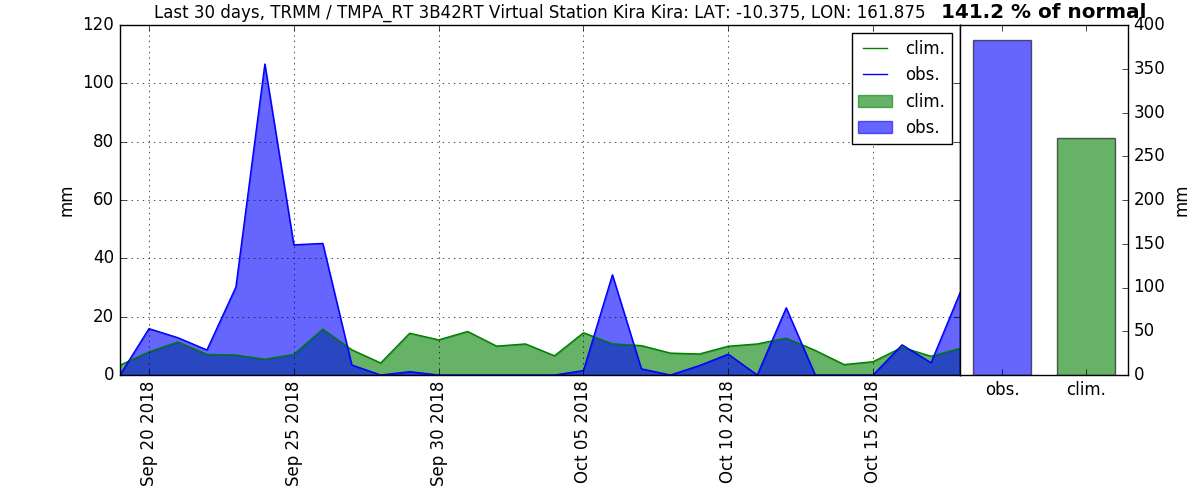 Last 30 days, TRMM / TMPA_RT 3B42RT Virtual Station Kira Kira: LAT: -10.375, LON: 161.875
141.2 % of normal
120
100
80
60
40
20
0
mm
clim.
obs.
clim.
obs.
Sep 20 2018
Sep 25 2018
Sep 30 2018
Oct 05 2018
Oct 10 2018
Oct 15 2018
400
350
300
250
200
150
100
50
0
mm
obs.
clim.